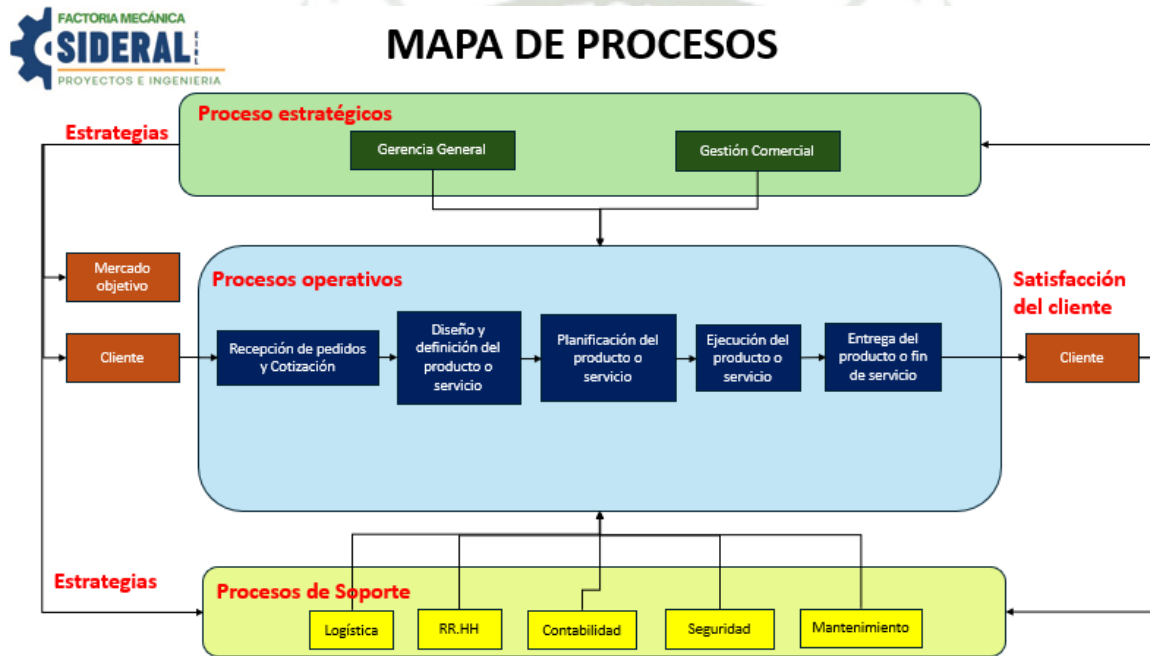 FACTORIA MECÁNICA
SIDERAL
PROYECTOS E INGENIERIA
MAPA DE PROCESOS
Proceso estratégicos
Estrategias
Gerencia General
Gestión Comercial
Mercado
objetivo
Procesos operativos
Satisfacción
del cliente
Cliente
Recepción de pedidos
y Cotización
Diseño y
definición del
producto o
servicio
Planificación del
producto o
servicio
Ejecución del
producto o
servicio
Entrega del
producto o fin
de servicio
Cliente
Estrategias
Procesos de Soporte
Logística
RR.HH
Contabilidad
Seguridad
Mantenimiento